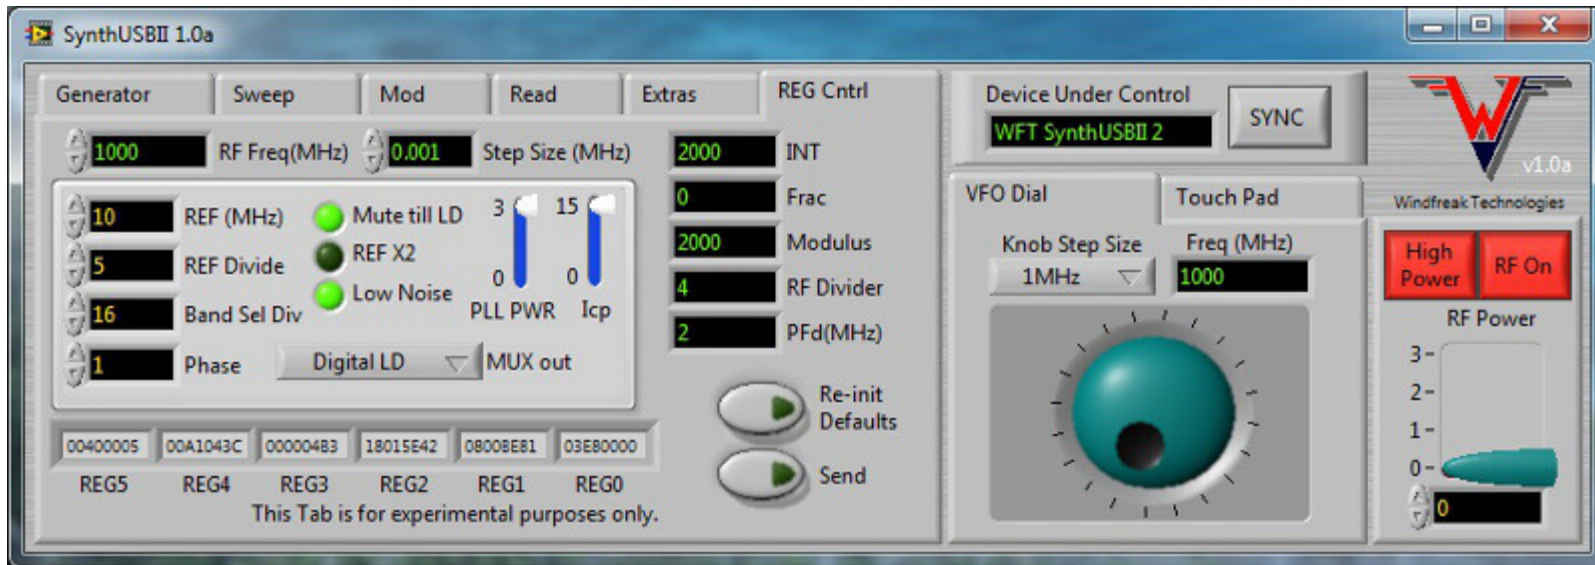 SynthUSBII 1.0a
Generator Sweep Mod Read Extras REG Cntrl
1000 RF Freq(MHz) 0.001 Step Size (MHz)
10 REF (MHz)
5 REF Divide
16 Band Sel Div
1 Phase
Mute till LD
REF X2
Low Noise
3 15
0 0
PLL PWR Icp
Digital LD MUX out
2000 INT
0 Frac
2000 Modulus
4 RF Divider
2 PFd(MHz)
Re-init
Defaults
Send
00400005 00A1043C 000004B3 18015E42 0800BE81 03E80000
REG5 REG4 REG3 REG2 REG1 REG0
This Tab is for experimental purposes only.
Device Under Control
WFT SynthUSBII 2
SYNC
VFO Dial Touch Pad
Knob Step Size Freq (MHz)
1MHz 1000
WF
v1.0a
Windfreak Technologies
High
Power
RF On
RF Power
3
2
1
0
0